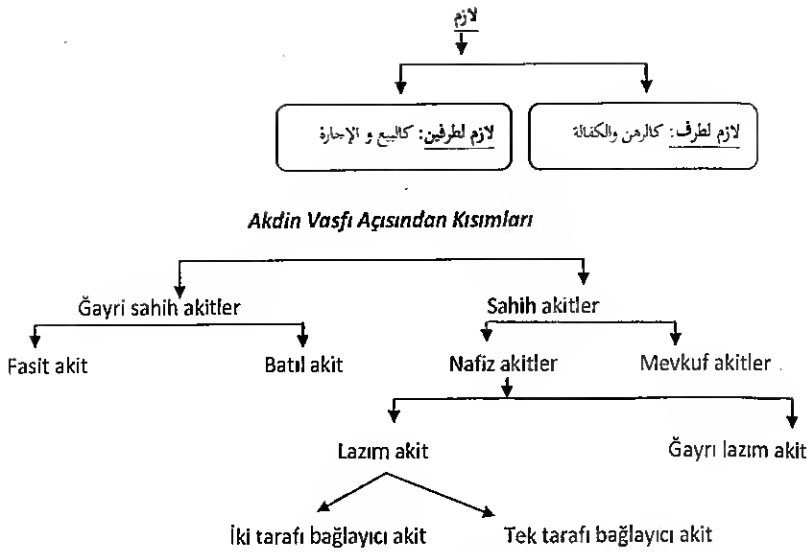 لازم
لازم لطرف: كالرهن والكفالة
لازم لطرفين: كالبيع و الإجارة
Akdin Vasfı Açısından Kısımları
Ğayri sahih akitler
Sahih akitler
Fasit akit
Batıl akit
Nafiz akitler
Mevkuf akitler
Lazım akit
Ğayrı lazım akit
İki tarafı bağlayıcı akit
Tek tarafı bağlayıcı akit